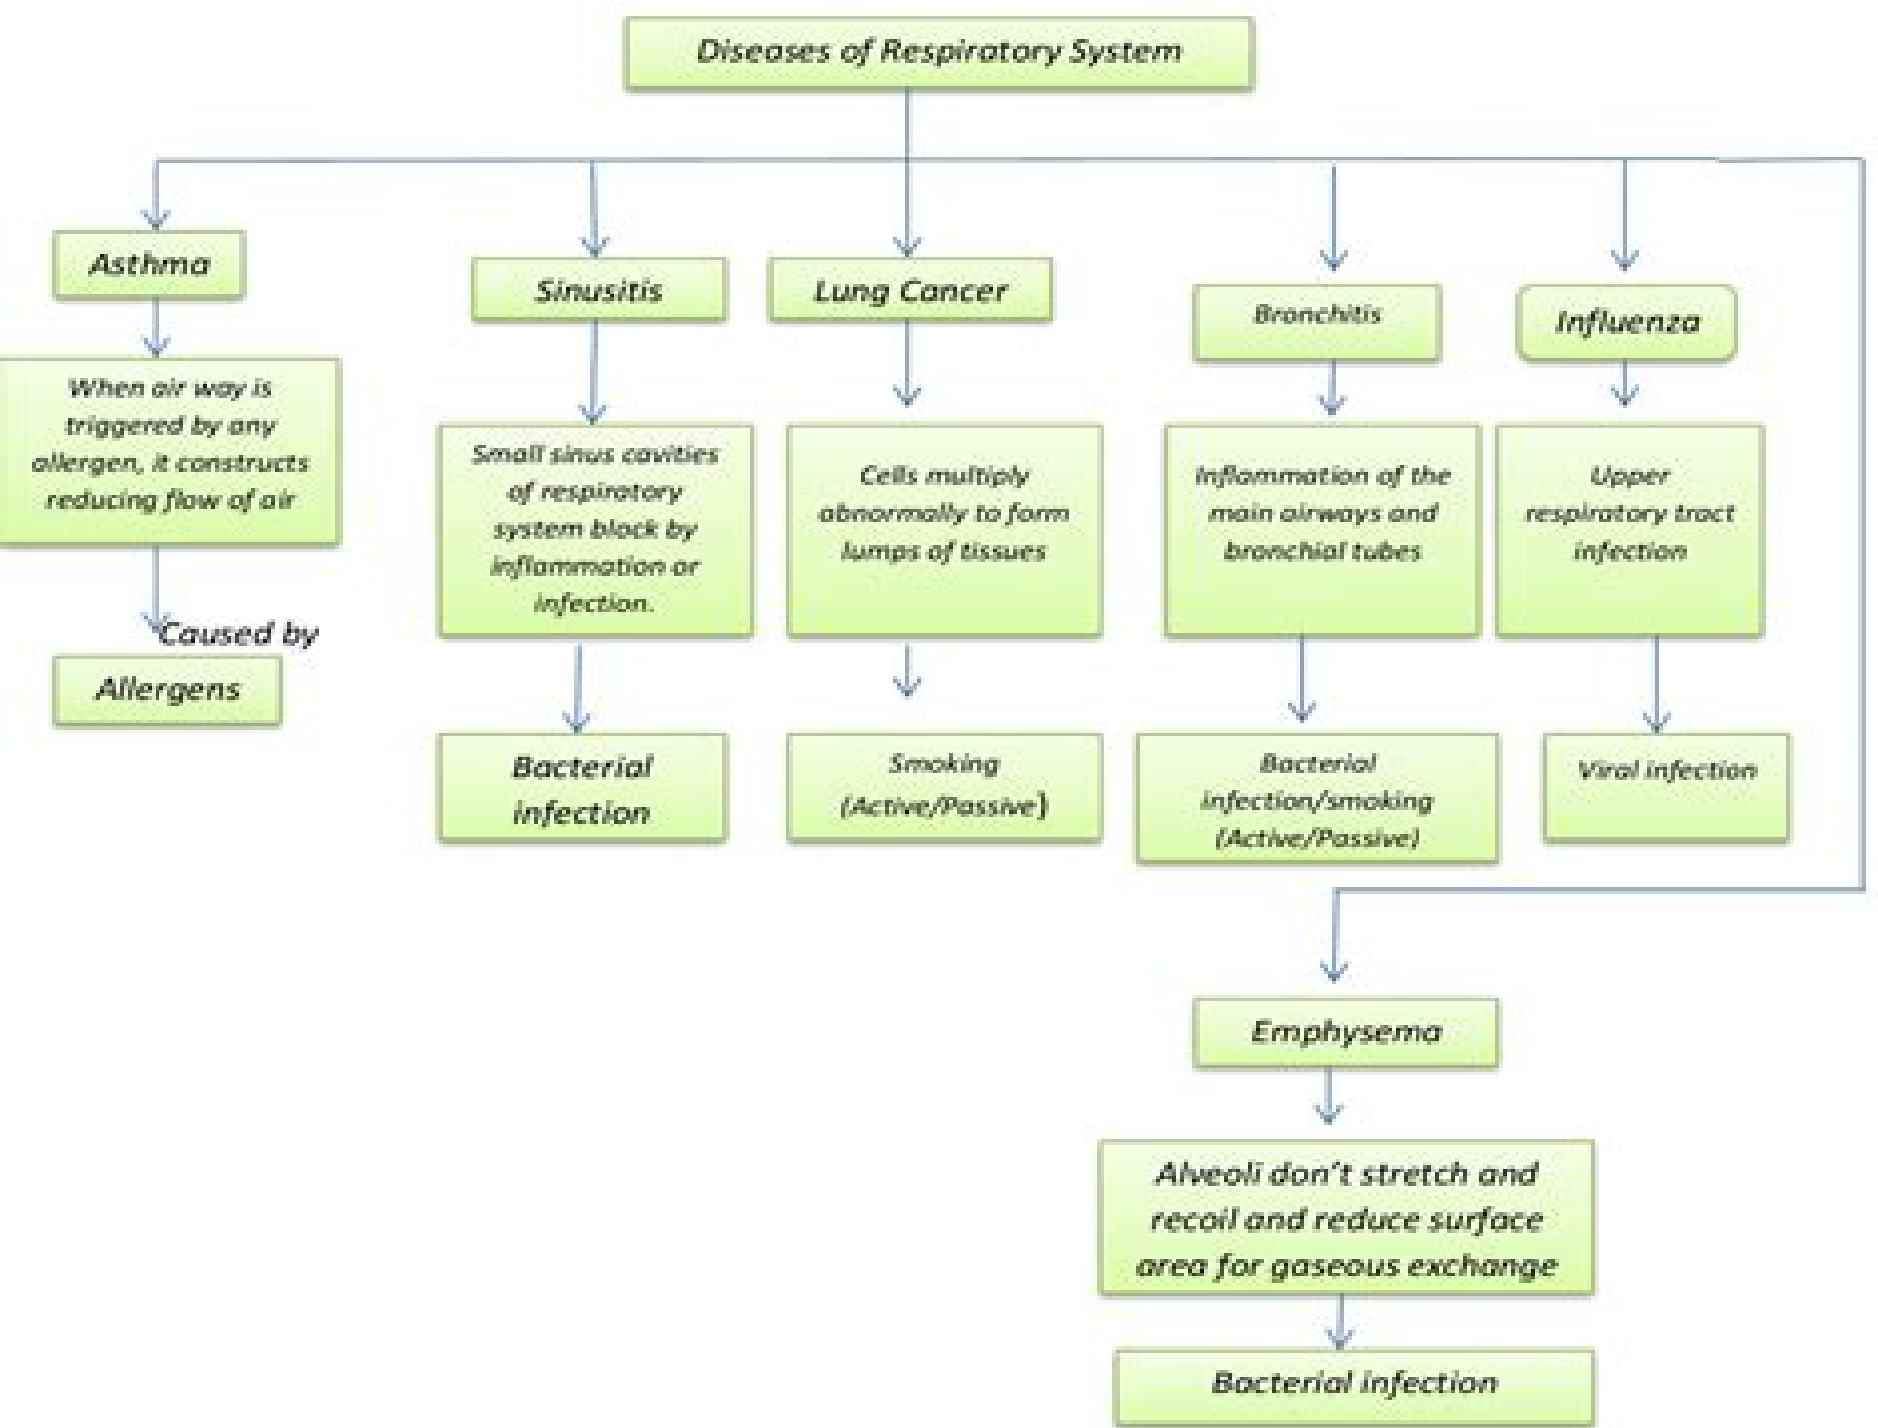 Diseases of Respiratory System
Asthma
When air way is
triggered by any
allergen, it constructs
reducing flow of air
Caused by
Allergens
Sinusitis
Small sinus cavities
of respiratory
system block by
inflammation or
infection.
Bacterial
infection
Lung Cancer
Cells multiply
abnormally to form
lumps of tissues
Smoking
(Active/Passive)
Bronchitis
Inflammation of the
main airways and
bronchial tubes
Bacterial
infection/smoking
(Active/Passive)
Influenza
Upper
respiratory tract
infection
Viral infection
Emphysema
Alveoli don't stretch and
recoil and reduce surface
area for gaseous exchange
Bacterial infection